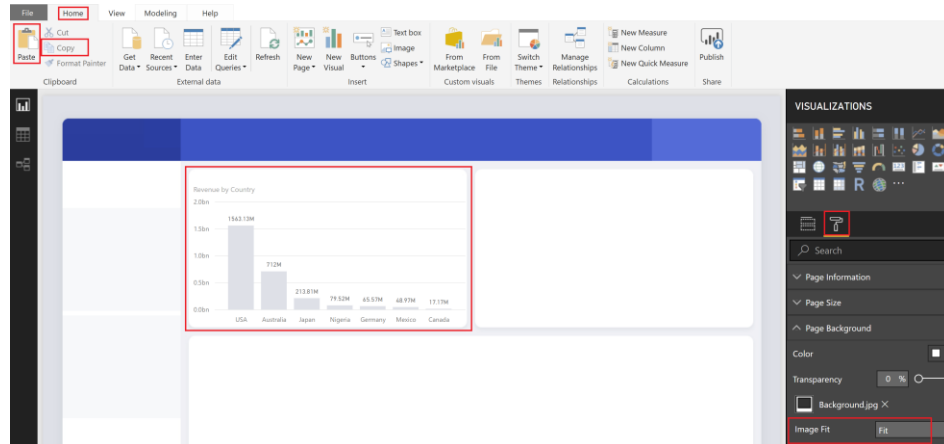 File Home View Modeling Help
Cut
Copy
Format Painter
Paste
Clipboard
Get Data
Recent Sources
Enter Data
Edit Queries
External data
Refresh
New Page
New Visual
Buttons
Text box
Image
Shapes
Insert
From Marketplace
From File
Custom visuals
Switch Theme
Themes
Manage Relationships
Relationships
New Measure
New Column
New Quick Measure
Calculations
Publish
Share
Revenue by Country
2.0bn
1.5bn
1.0bn
0.5bn
0.0bn
1563.13M
712M
213.81M
79.52M
65.57M
48.97M
17.17M
USA Australia Japan Nigeria Germany Mexico Canada
VISUALIZATIONS
R
Search
Page Information
Page Size
Page Background
Color
Transparency 0 %
Background.jpg ×
Image Fit Fit